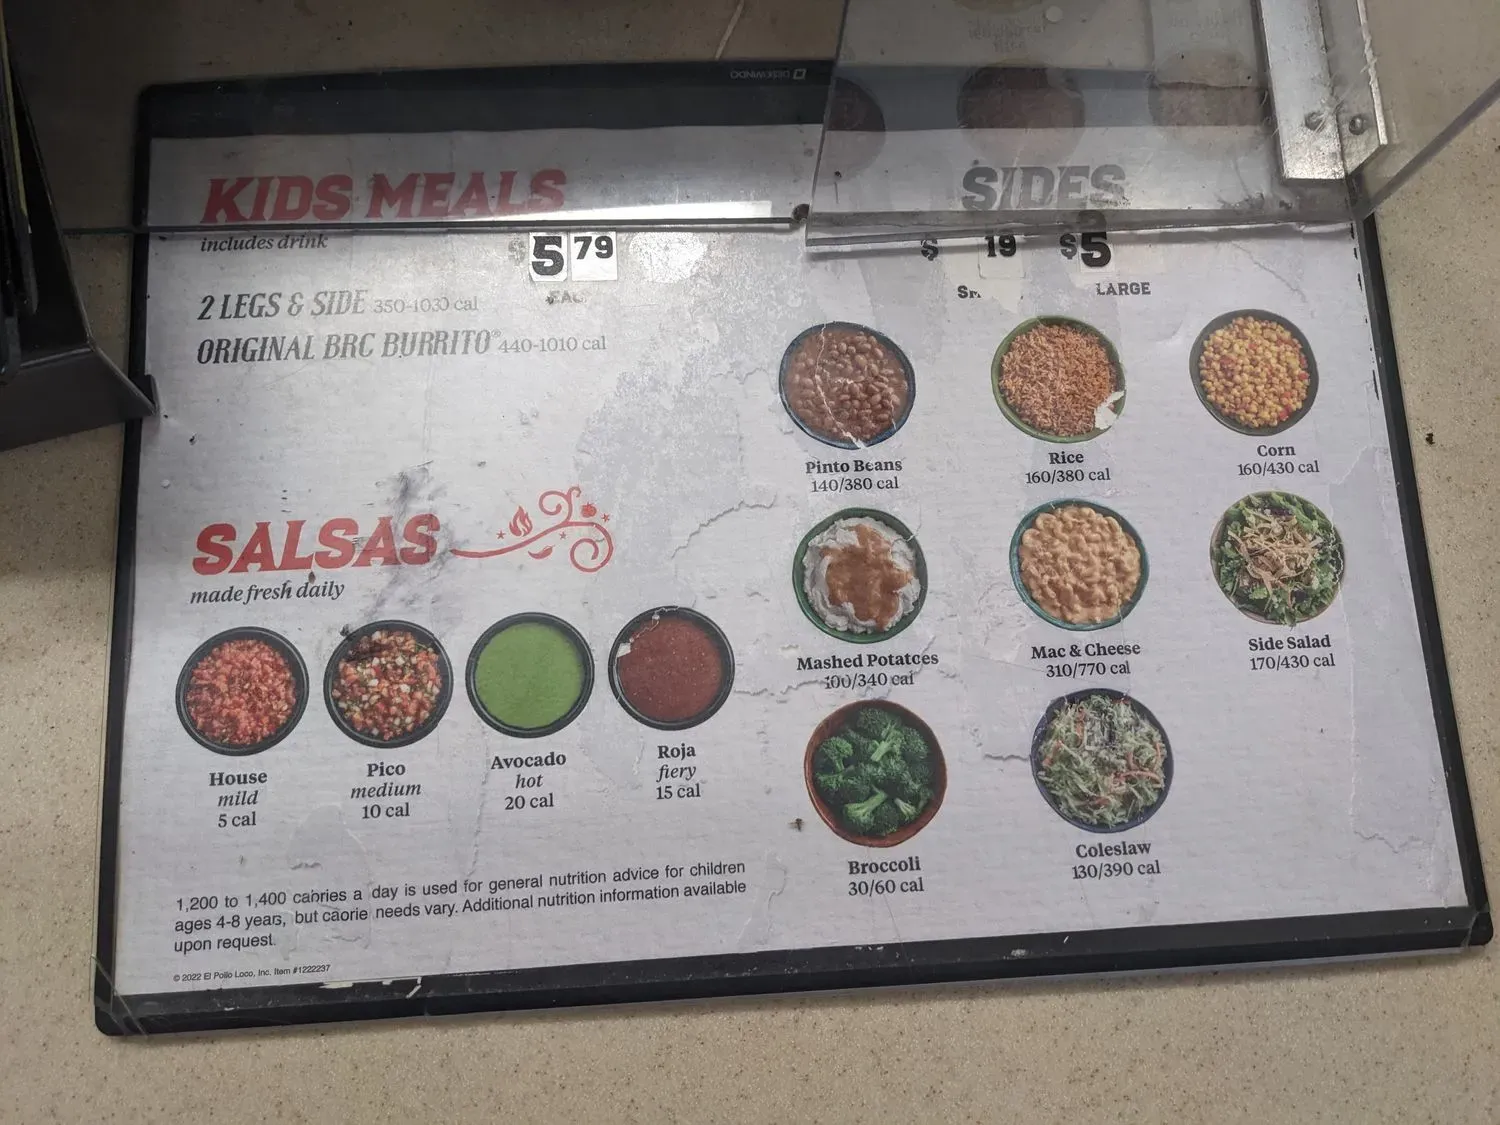 KIDS MEALS
includes drink
$5 79
2 LEGS & SIDE 350-1030 cal
ORIGINAL BRC BURRITO® 440-1010 cal
SALSAS
made fresh daily
House
mild
5 cal
Pico
medium
10 cal
Avocado
hot
20 cal
Roja
fiery
15 cal
1,200 to 1,400 calories a day is used for general nutrition advice for children
ages 4-8 years, but calorie needs vary. Additional nutrition information available
upon request.
© 2022 El Pollo Loco, Inc. Item #1222237
SIDES
$ 19 $5
LARGE
Pinto Beans
140/380 cal
Rice
160/380 cal
Corn
160/430 cal
Mashed Potatoes
100/340 cal
Mac & Cheese
310/770 cal
Side Salad
170/430 cal
Broccoli
30/60 cal
Coleslaw
130/390 cal